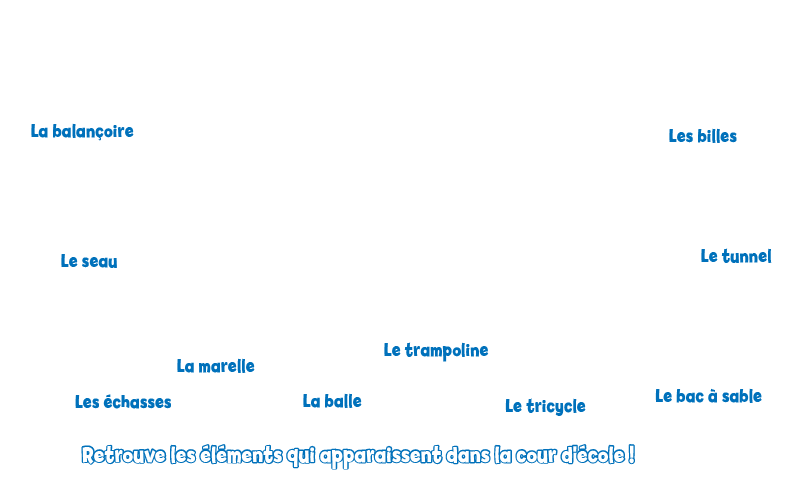 La balançoire
Les billes
Le seau
Le tunnel
Le trampoline
La marelle
Les échasses
La balle
Le tricycle
Le bac à sable
Retrouve les éléments qui apparaissent dans la cour d'école !